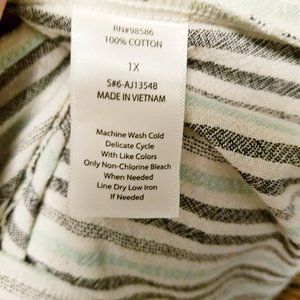 RN#98586
100% COTTON
1X
S#6-AJ1354B
MADE IN VIETNAM
Machine Wash Cold
Delicate Cycle
With Like Colors
Only Non-Chlorine Bleach
When Needed
Line Dry Low Iron
If Needed